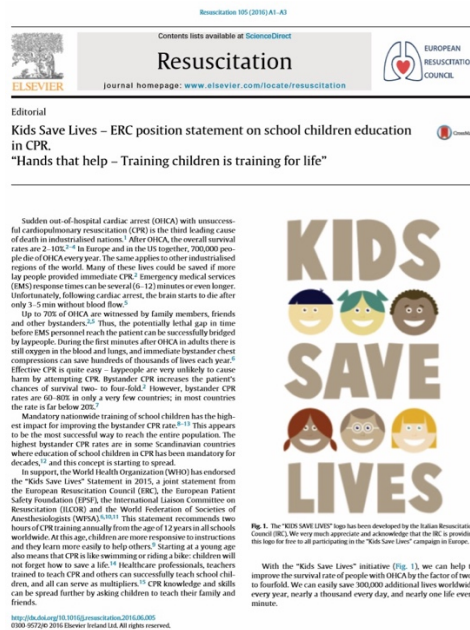 Resuscitation 105 (2016) A1–A3
Contents lists available at ScienceDirect
Resuscitation
journal homepage: www.elsevier.com/locate/resuscitation
ELSEVIER
EUROPEAN
RESUSCITATION
COUNCIL
Editorial
Kids Save Lives – ERC position statement on school children education
in CPR.
“Hands that help – Training children is training for life”
Sudden out-of-hospital cardiac arrest (OHCA) with unsuccess-
ful cardiopulmonary resuscitation (CPR) is the third leading cause
of death in industrialised nations.1 After OHCA, the overall survival
rates are 2–10%.2–4 In Europe and in the US together, 700,000 peo-
ple die of OHCA every year. The same applies to other industrialised
regions of the world. Many of these lives could be saved if more
lay people provided immediate CPR.2 Emergency medical services
(EMS) response times can be several (6–12) minutes or even longer.
Unfortunately, following cardiac arrest, the brain starts to die after
only 3–5 min without blood flow.5
Up to 70% of OHCA are witnessed by family members, friends
and other bystanders.2,5 Thus, the potentially lethal gap in time
before EMS personnel reach the patient can be successfully bridged
by laypeople. During the first minutes after OHCA in adults there is
still oxygen in the blood and lungs, and immediate bystander chest
compressions can save hundreds of thousands of lives each year.6
Effective CPR is quite easy – laypeople are very unlikely to cause
harm by attempting CPR. Bystander CPR increases the patient's
chances of survival two- to four-fold.2 However, bystander CPR
rates are 60–80% in only a very few countries; in most countries
the rate is far below 20%.7
Mandatory nationwide training of school children has the high-
est impact for improving the bystander CPR rate.8–13 This appears
to be the most successful way to reach the entire population. The
highest bystander CPR rates are in some Scandinavian countries
where education of school children in CPR has been mandatory for
decades,12 and this concept is starting to spread.
In support, the World Health Organization (WHO) has endorsed
the “Kids Save Lives” Statement in 2015, a joint statement from
the European Resuscitation Council (ERC), the European Patient
Safety Foundation (EPSF), the International Liaison Committee on
Resuscitation (ILCOR) and the World Federation of Societies of
Anesthesiologists (WFSA).6,10,11 This statement recommends two
hours of CPR training annually from the age of 12 years in all schools
worldwide. At this age, children are more responsive to instructions
and they learn more easily to help others.9 Starting at a young age
also means that CPR is like swimming or riding a bike: children will
not forget how to save a life.14 Healthcare professionals, teachers
trained to teach CPR and others can successfully teach school chil-
dren, and all can serve as multipliers.15 CPR knowledge and skills
can be spread further by asking children to teach their family and
friends.
http://dx.doi.org/10.1016/j.resuscitation.2016.06.005
0300-9572/© 2016 Elsevier Ireland Ltd. All rights reserved.
KIDS
SAVE
LIVES
Fig. 1. The “KIDS SAVE LIVES” logo has been developed by the Italian Resuscitatio
Council (IRC). We very much appreciate and acknowledge that the IRC is providin
this logo for free to all participating in the “Kids Save Lives” campaign in Europe.
With the “Kids Save Lives” initiative (Fig. 1), we can help t
improve the survival rate of people with OHCA by the factor of two
to fourfold. We can easily save 300,000 additional lives worldwide
every year, nearly a thousand every day, and nearly one life ever
minute.